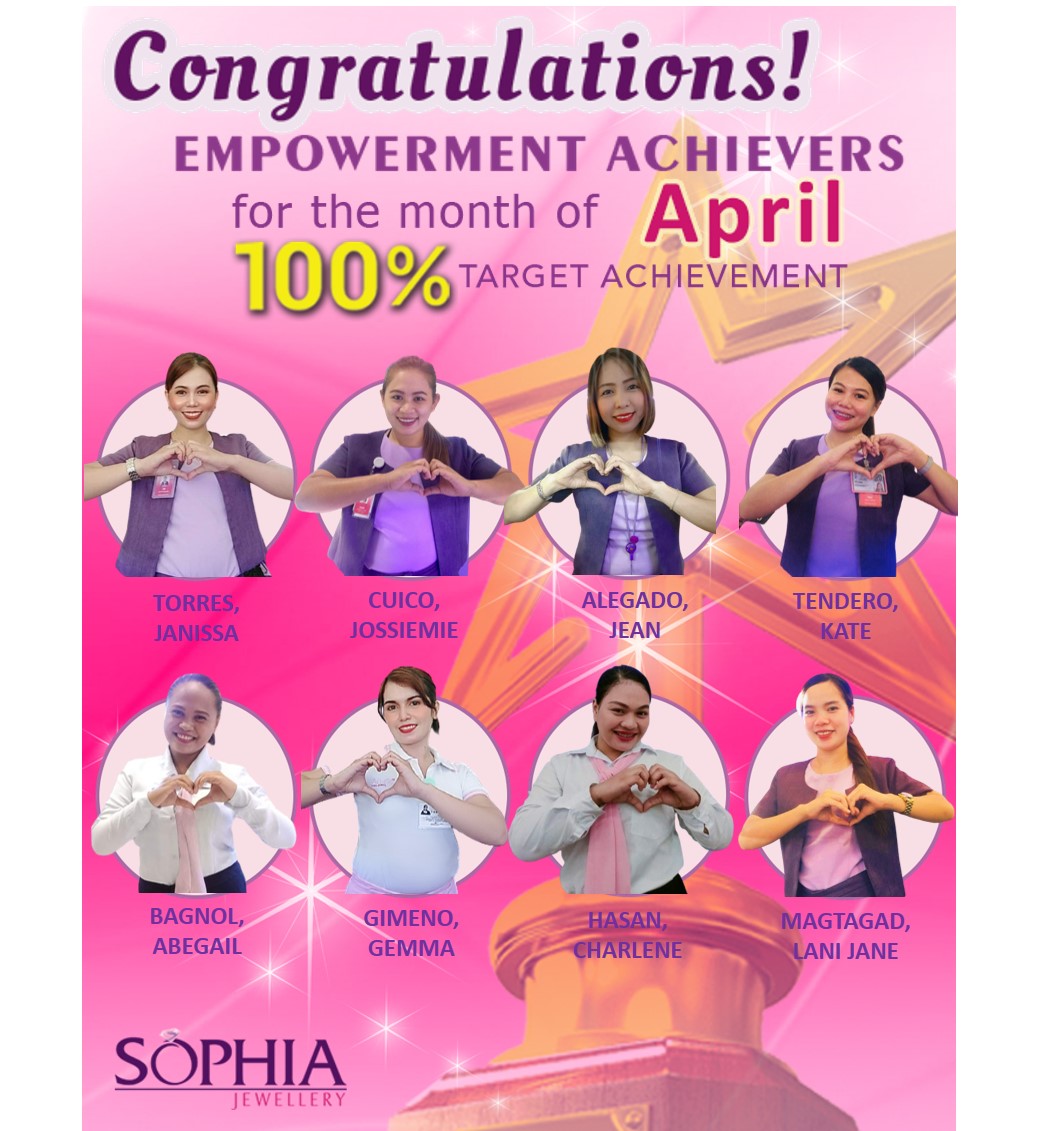 Congratulations!
EMPOWERMENT ACHIEVERS
for the month of April
100% TARGET ACHIEVEMENT
TORRES,
JANISSA
CUICO,
JOSSIEMIE
ALEGADO,
JEAN
TENDERO,
KATE
BAGNOL,
ABEGAIL
GIMENO,
GEMMA
HASAN,
CHARLENE
MAGTAGAD,
LANI JANE
SOPHIA
JEWELLERY